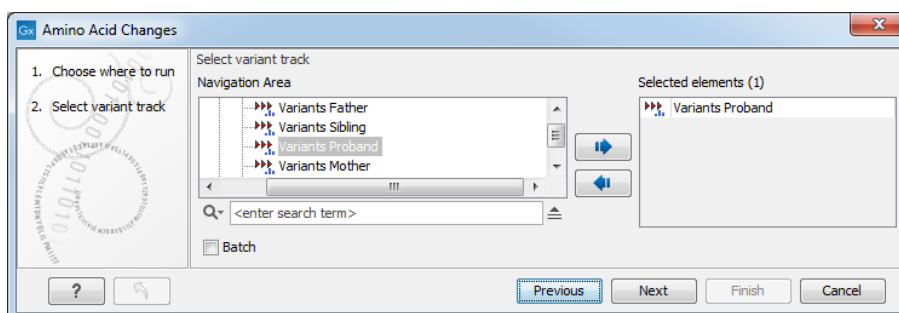 Gx Amino Acid Changes
1. Choose where to run
2. Select variant track
Select variant track
Navigation Area
Variants Father
Variants Sibling
Variants Proband
Variants Mother
<enter search term>
Batch
Selected elements (1)
Variants Proband
?
Previous
Next
Finish
Cancel